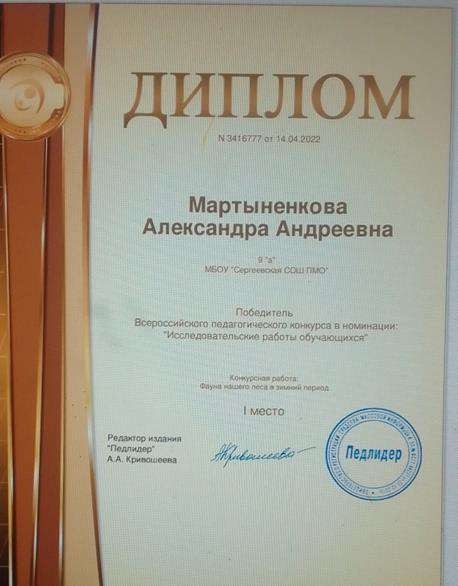 ДИПЛОМ
N 3416777 от 14.04.2022
Мартыненкова
Александра Андреевна
9 "а"
МБОУ "Сергеевская СОШ ПМО"
Победитель
Всероссийского педагогического конкурса в номинации:
"Исследовательские работы обучающихся"
Конкурсная работа:
Фауна нашего леса в зимний период
I место
Редактор издания
"Педлидер"
А.А. Кривошеева
Педлидер